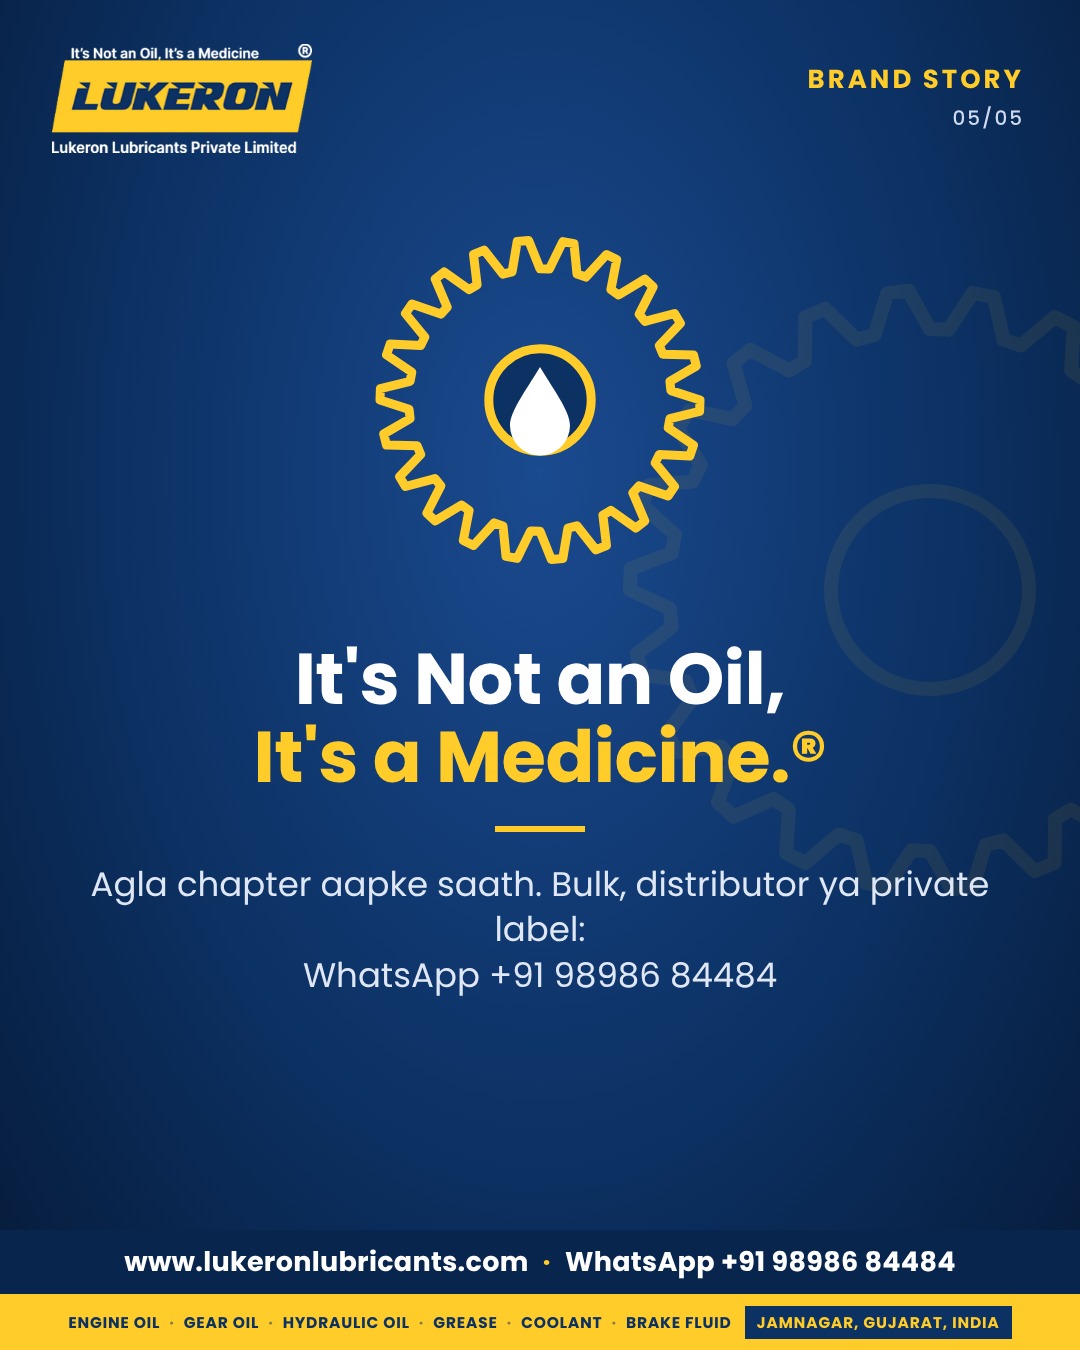 It's Not an Oil, It's a Medicine ®
LUKERON
Lukeron Lubricants Private Limited
BRAND STORY
05/05
It's Not an Oil,
It's a Medicine.®
Agla chapter aapke saath. Bulk, distributor ya private
label:
WhatsApp +91 98986 84484
www.lukeronlubricants.com · WhatsApp +91 98986 84484
ENGINE OIL · GEAR OIL · HYDRAULIC OIL · GREASE · COOLANT · BRAKE FLUID JAMNAGAR, GUJARAT, INDIA